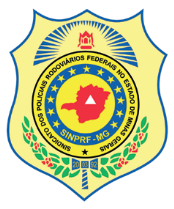 SINDICATO DOS POLICIAIS RODOVIÁRIOS FEDERAIS NO ESTADO DE MINAS GERAIS
SINPRF-MG